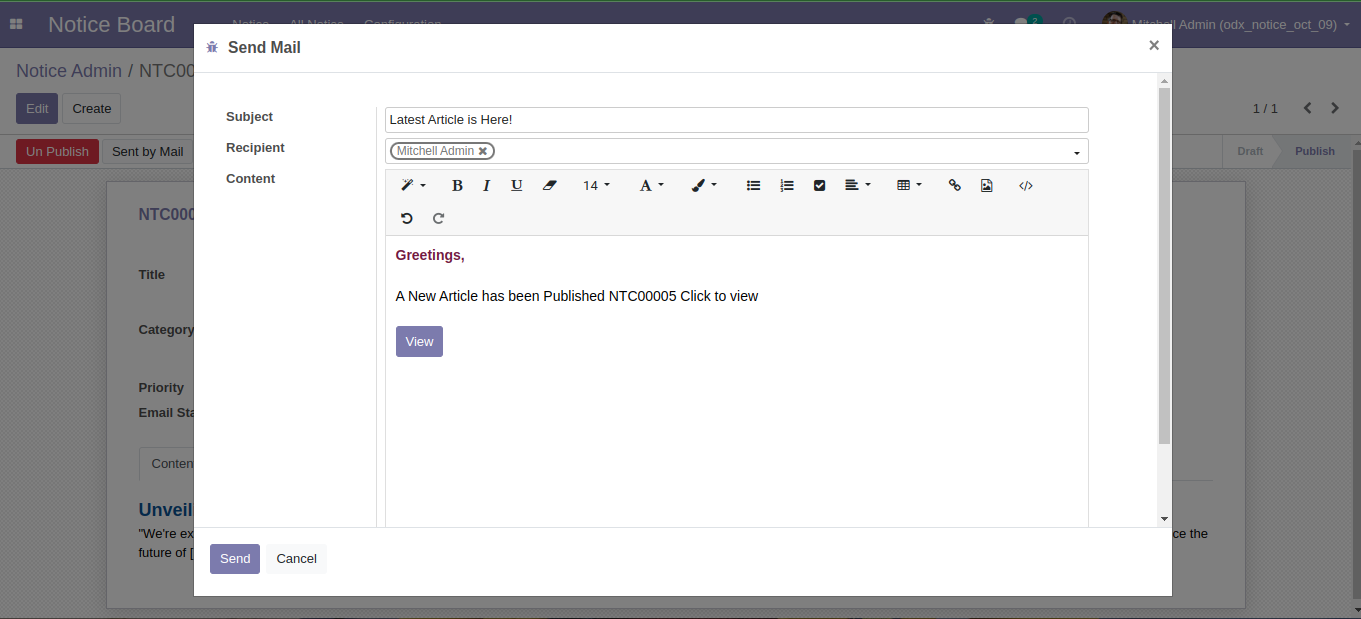 Notice Board Notice All Notice Configuration 2 Mitchell Admin (odx_notice_oct_09)
Send Mail ×
Notice Admin / NTC00
Edit Create 1 / 1
Subject Latest Article is Here!
Recipient Mitchell Admin
Un Publish Sent by Mail Draft Publish
Content
B I U 14 A </>
NTC000
Greetings,
Title
A New Article has been Published NTC00005 Click to view
Category
View
Priority
Email Sta
Conten
Unveil
"We're ex ce the
future of [
Send Cancel